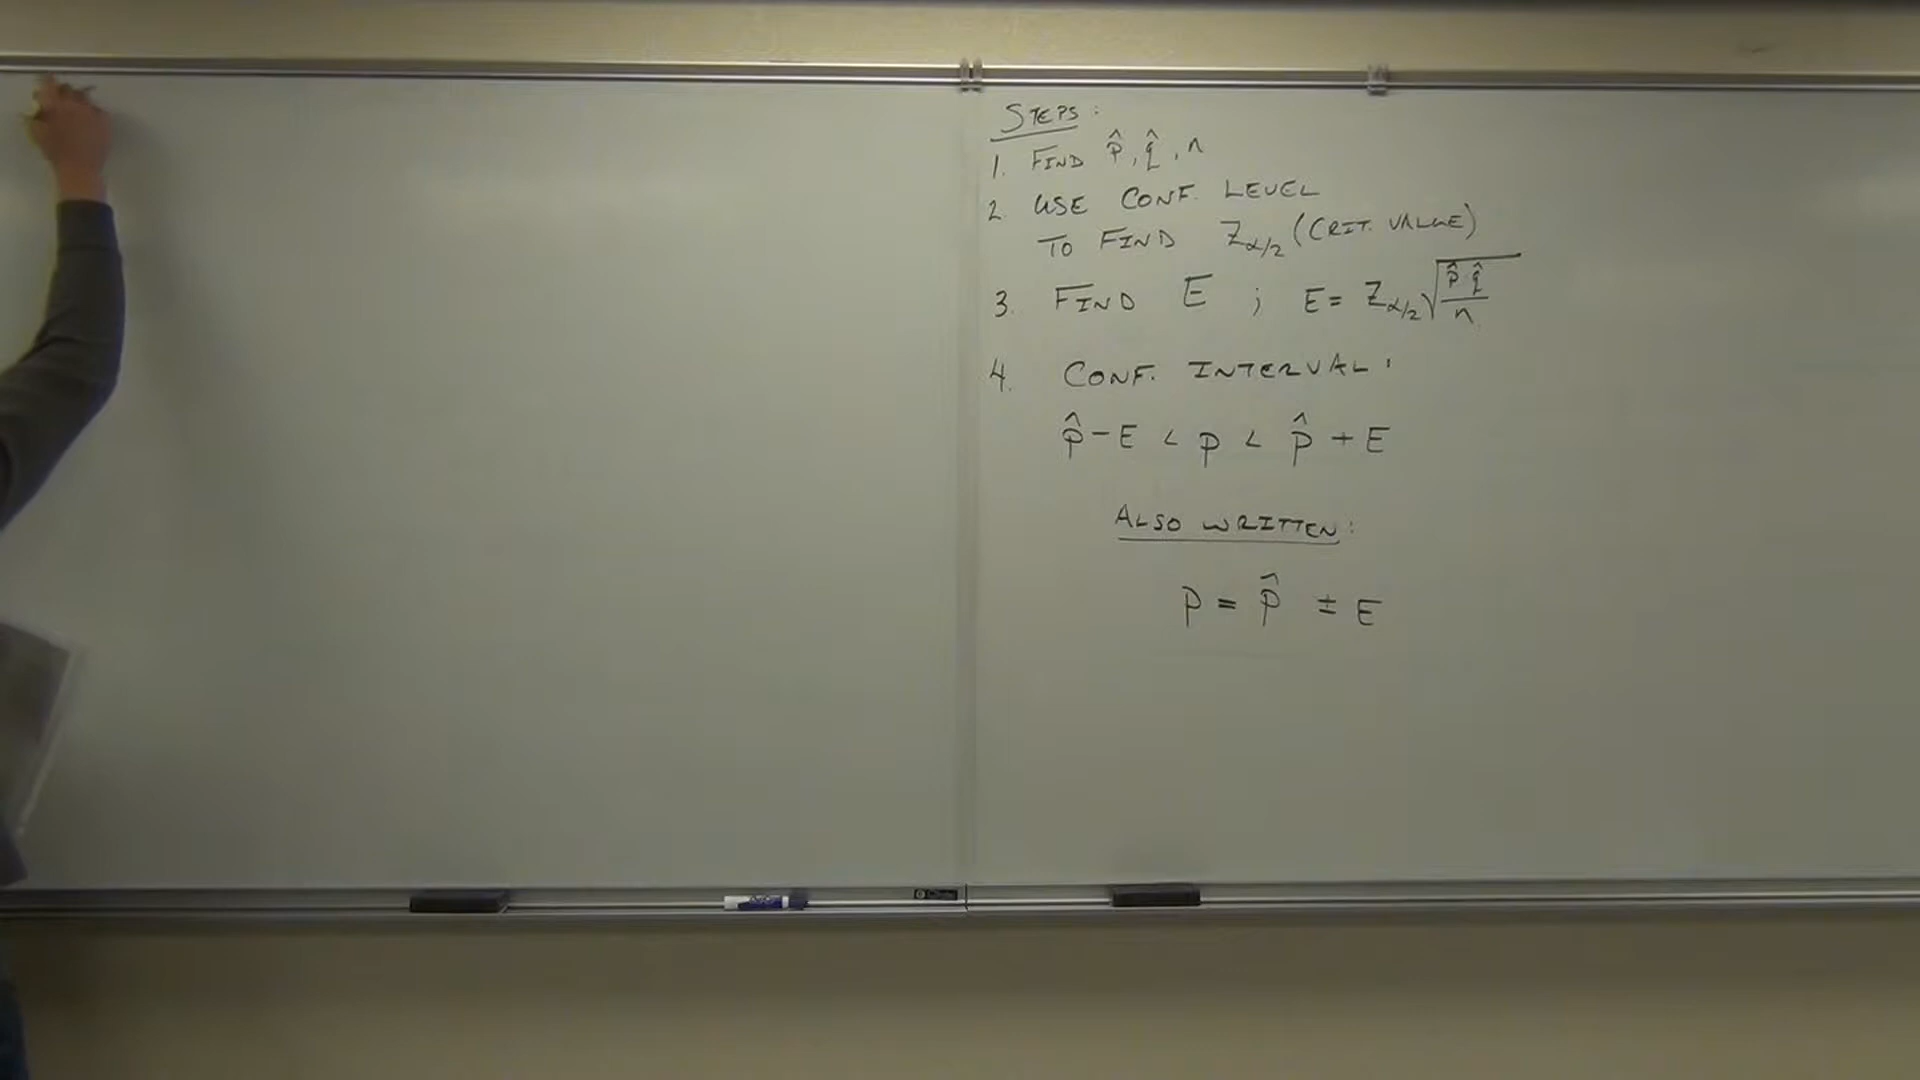 STEPS:
1. FIND p̂, q̂, n
2. USE CONF. LEVEL
TO FIND Zα/2 (CRIT. VALUE)
3. FIND E ; E = Zα/2 √(p̂·q̂/n)
4. CONF. INTERVAL:
p̂ - E < p < p̂ + E
ALSO WRITTEN:
p = p̂ ± E